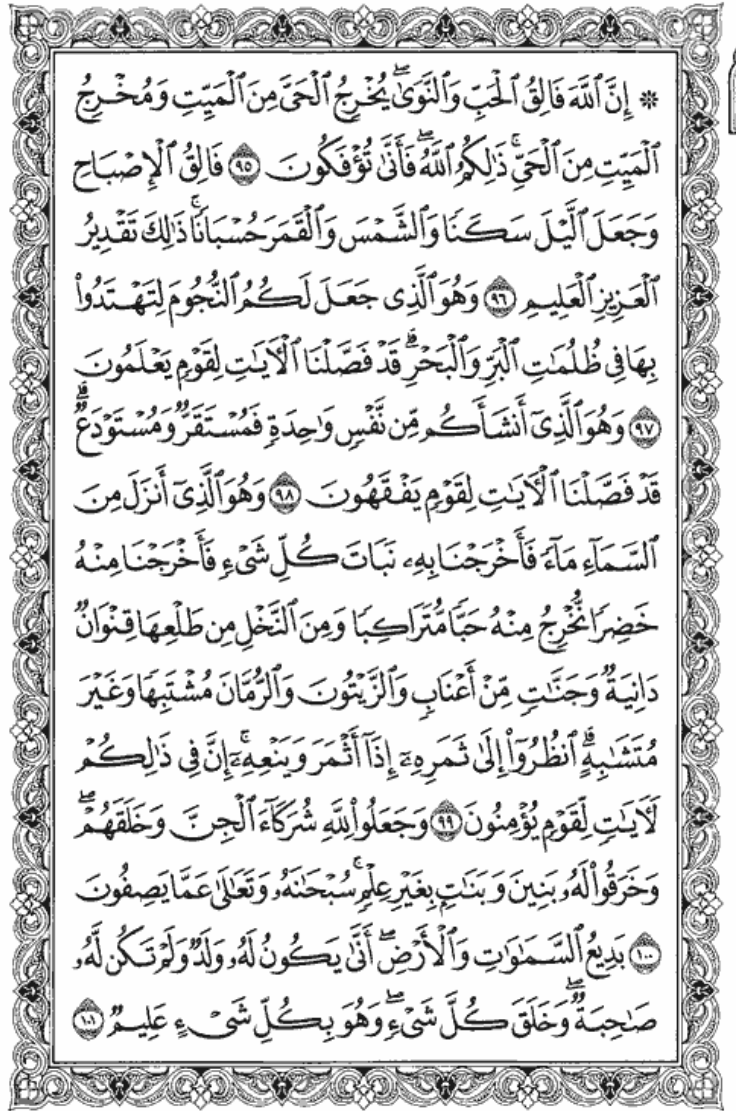 ۞ إِنَّ ٱللَّهَ فَالِقُ ٱلْحَبِّ وَٱلنَّوَىٰۖ يُخْرِجُ ٱلْحَىَّ مِنَ ٱلْمَيِّتِ وَمُخْرِجُ
ٱلْمَيِّتِ مِنَ ٱلْحَىِّۚ ذَٰلِكُمُ ٱللَّهُۖ فَأَنَّىٰ تُؤْفَكُونَ ۝٩٥ فَالِقُ ٱلْإِصْبَاحِ
وَجَعَلَ ٱلَّيْلَ سَكَنًا وَٱلشَّمْسَ وَٱلْقَمَرَ حُسْبَانًاۚ ذَٰلِكَ تَقْدِيرُ
ٱلْعَزِيزِ ٱلْعَلِيمِ ۝٩٦ وَهُوَ ٱلَّذِى جَعَلَ لَكُمُ ٱلنُّجُومَ لِتَهْتَدُوا۟
بِهَا فِى ظُلُمَٰتِ ٱلْبَرِّ وَٱلْبَحْرِۗ قَدْ فَصَّلْنَا ٱلْءَايَٰتِ لِقَوْمٍ يَعْلَمُونَ
۝٩٧ وَهُوَ ٱلَّذِىٓ أَنشَأَكُم مِّن نَّفْسٍ وَٰحِدَةٍ فَمُسْتَقَرٌّ وَمُسْتَوْدَعٌۗ
قَدْ فَصَّلْنَا ٱلْءَايَٰتِ لِقَوْمٍ يَفْقَهُونَ ۝٩٨ وَهُوَ ٱلَّذِىٓ أَنزَلَ مِنَ
ٱلسَّمَآءِ مَآءً فَأَخْرَجْنَا بِهِۦ نَبَاتَ كُلِّ شَىْءٍ فَأَخْرَجْنَا مِنْهُ
خَضِرًا نُّخْرِجُ مِنْهُ حَبًّا مُّتَرَاكِبًا وَمِنَ ٱلنَّخْلِ مِن طَلْعِهَا قِنْوَانٌ
دَانِيَةٌ وَجَنَّٰتٍ مِّنْ أَعْنَابٍ وَٱلزَّيْتُونَ وَٱلرُّمَّانَ مُشْتَبِهًا وَغَيْرَ
مُتَشَٰبِهٍۗ ٱنظُرُوٓا۟ إِلَىٰ ثَمَرِهِۦٓ إِذَآ أَثْمَرَ وَيَنْعِهِۦٓۚ إِنَّ فِى ذَٰلِكُمْ
لَءَايَٰتٍ لِّقَوْمٍ يُؤْمِنُونَ ۝٩٩ وَجَعَلُوا۟ لِلَّهِ شُرَكَآءَ ٱلْجِنَّ وَخَلَقَهُمْۖ
وَخَرَقُوا۟ لَهُۥ بَنِينَ وَبَنَٰتٍۭ بِغَيْرِ عِلْمٍۚ سُبْحَٰنَهُۥ وَتَعَٰلَىٰ عَمَّا يَصِفُونَ
۝١٠٠ بَدِيعُ ٱلسَّمَٰوَٰتِ وَٱلْأَرْضِۖ أَنَّىٰ يَكُونُ لَهُۥ وَلَدٌ وَلَمْ تَكُن لَّهُۥ
صَٰحِبَةٌۖ وَخَلَقَ كُلَّ شَىْءٍۖ وَهُوَ بِكُلِّ شَىْءٍ عَلِيمٌ ۝١٠١